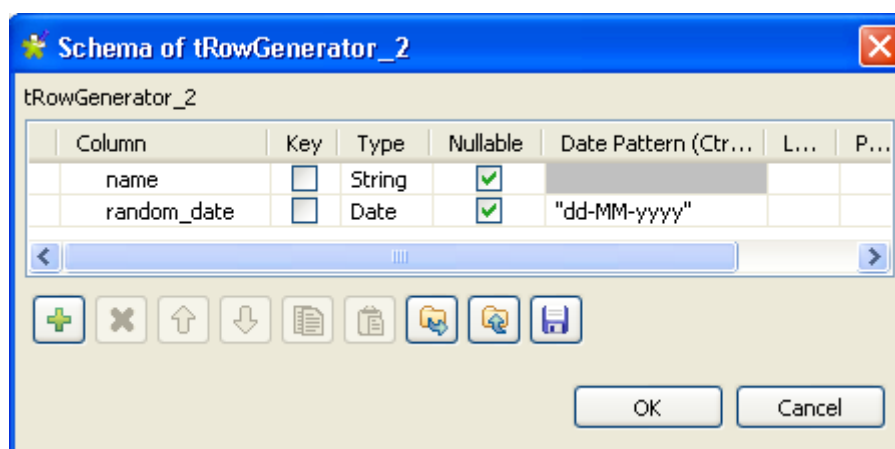 Schema of tRowGenerator_2
tRowGenerator_2
Column Key Type Nullable Date Pattern (Ctr... L... P...
name String
random_date Date "dd-MM-yyyy"
OK Cancel